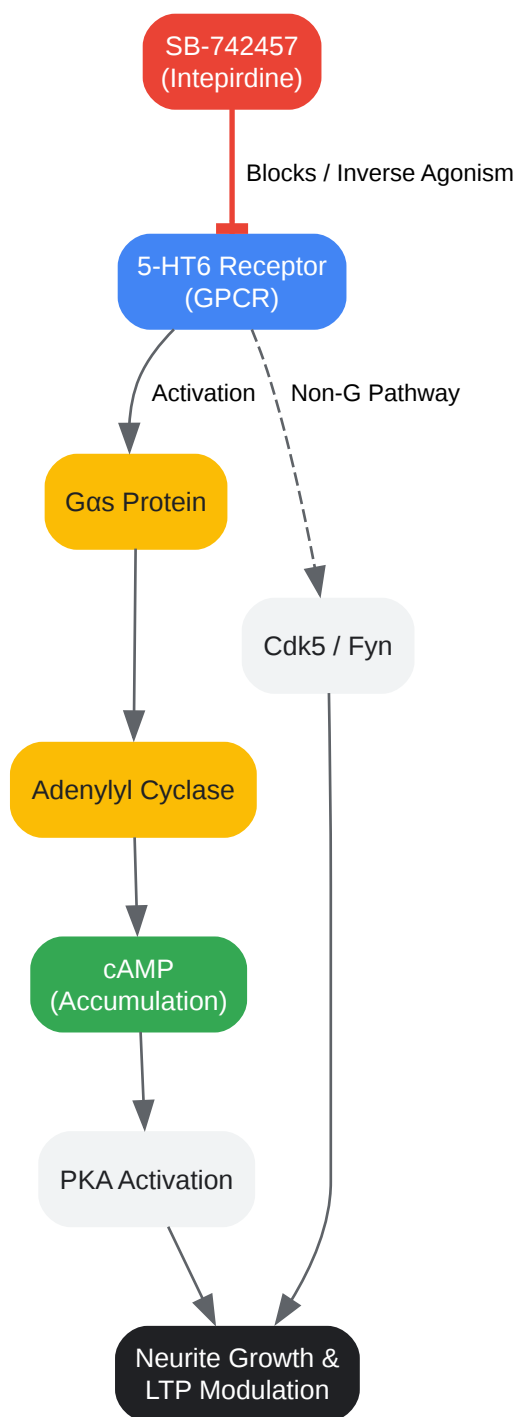 SB-742457
(Intepirdine)
Blocks / Inverse Agonism
5-HT6 Receptor
(GPCR)
Activation
Non-G Pathway
Gαs Protein
Cdk5 / Fyn
Adenylyl Cyclase
cAMP
(Accumulation)
PKA Activation
Neurite Growth &
LTP Modulation